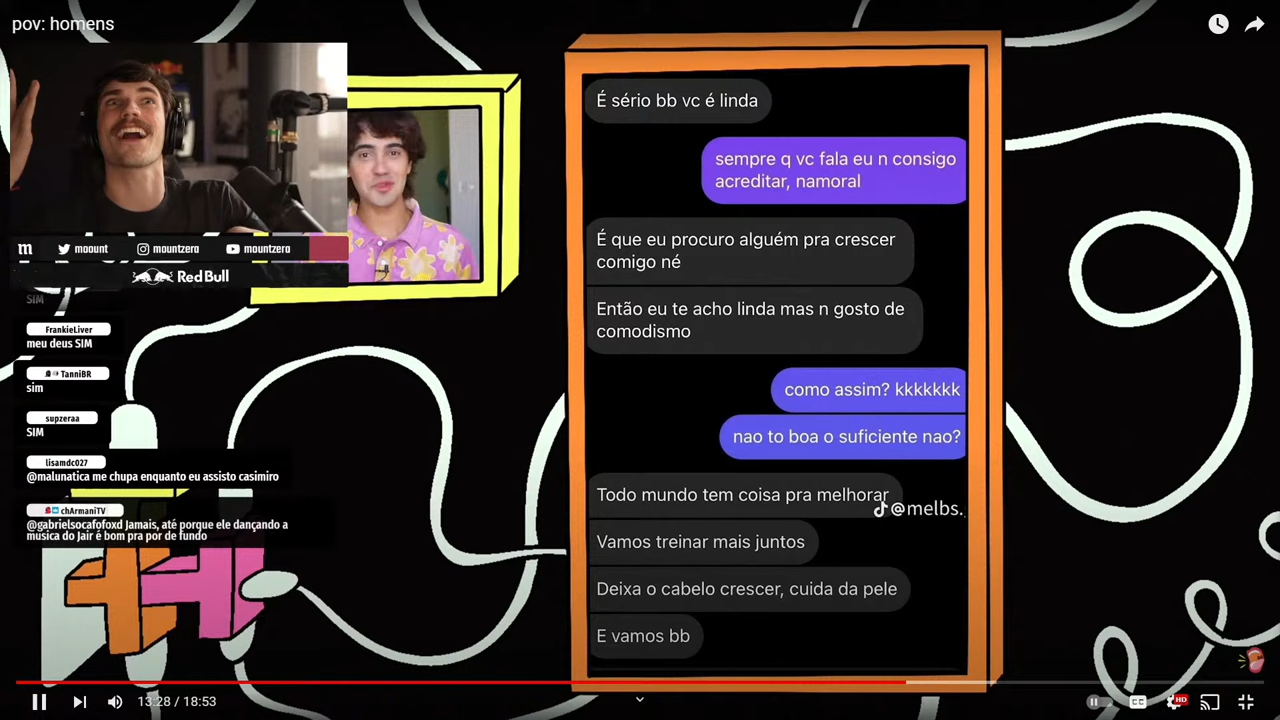 pov: homens
m
maount
mountzera
mountzera
Red Bull
SIM
FrankieLiver
meu deus SIM
TanniBR
sim
supzeraa
SIM
lisamdc027
@malunatica me chupa enquanto eu assisto casimiro
chArmaniTV
@gabrielsocafofoxd Jamais, até porque ele dançando a
musica do Jair é bom pra por de fundo
É sério bb vc é linda
sempre q vc fala eu n consigo
acreditar, namoral
É que eu procuro alguém pra crescer
comigo né
Então eu te acho linda mas n gosto de
comodismo
como assim? kkkkkkk
nao to boa o suficiente nao?
Todo mundo tem coisa pra melhorar
@melbs.
Vamos treinar mais juntos
Deixa o cabelo crescer, cuida da pele
E vamos bb
13:28 / 18:53
CC
HD